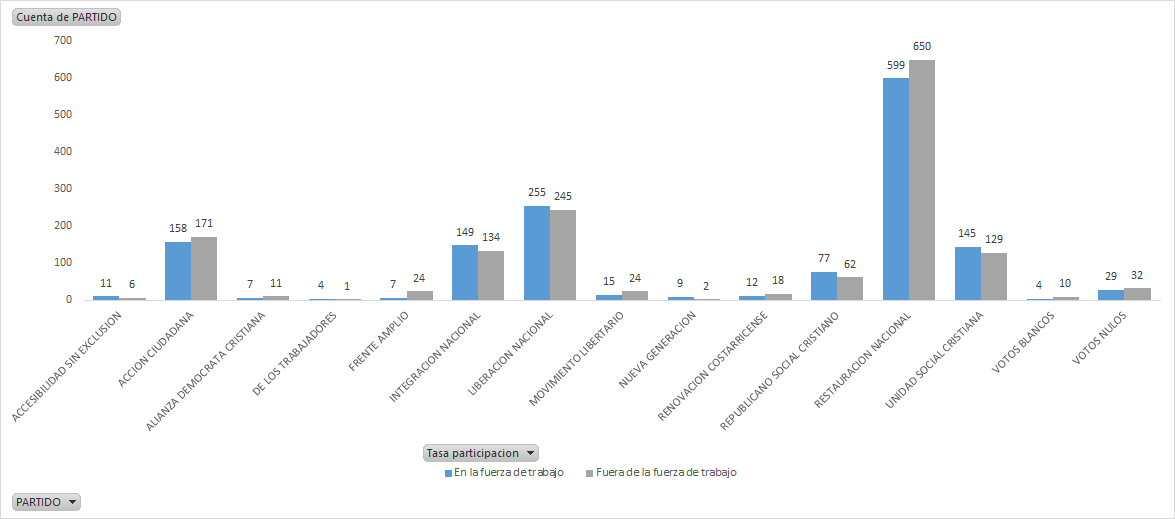 Cuenta de PARTIDO
700
600
500
400
300
200
100
0
11 6
158 171
7 11
4 1
7 24
149 134
255 245
15 24
9 2
12 18
77 62
599 650
145 129
4 10
29 32
ACCESIBILIDAD SIN EXCLUSION
ACCION CIUDADANA
ALIANZA DEMOCRATA CRISTIANA
DE LOS TRABAJADORES
FRENTE AMPLIO
INTEGRACION NACIONAL
LIBERACION NACIONAL
MOVIMIENTO LIBERTARIO
NUEVA GENERACION
RENOVACION COSTARRICENSE
REPUBLICANO SOCIAL CRISTIANO
RESTAURACION NACIONAL
UNIDAD SOCIAL CRISTIANA
VOTOS BLANCOS
VOTOS NULOS
Tasa participacion
En la fuerza de trabajo Fuera de la fuerza de trabajo
PARTIDO